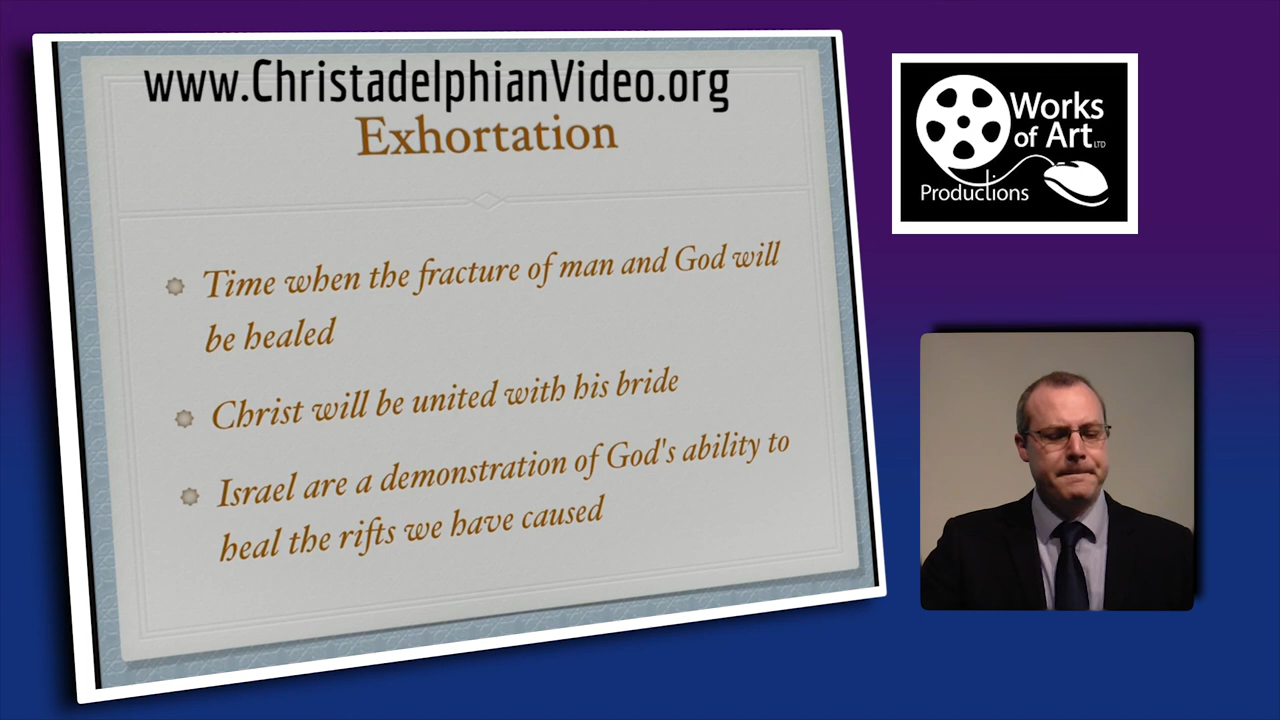 www.ChristadelphianVideo.org
Exhortation
Time when the fracture of man and God will
be healed
Christ will be united with his bride
Israel are a demonstration of God's ability to
heal the rifts we have caused
Works
of Art LTD
Productions